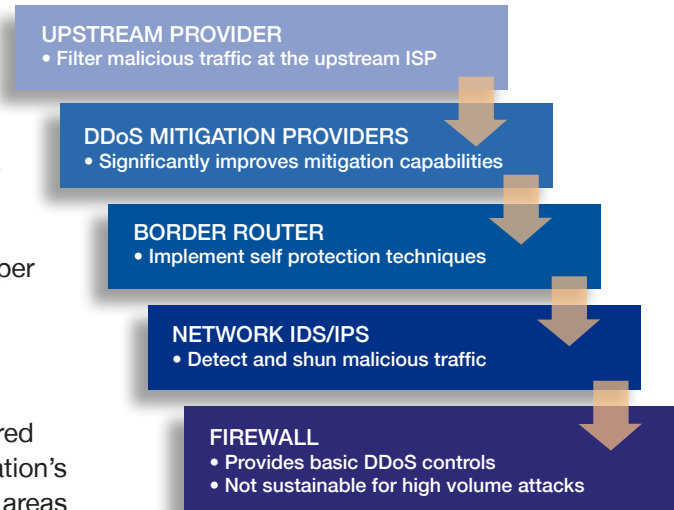 UPSTREAM PROVIDER
• Filter malicious traffic at the upstream ISP
DDoS MITIGATION PROVIDERS
• Significantly improves mitigation capabilities
BORDER ROUTER
• Implement self protection techniques
NETWORK IDS/IPS
• Detect and shun malicious traffic
FIREWALL
• Provides basic DDoS controls
• Not sustainable for high volume attacks
areas